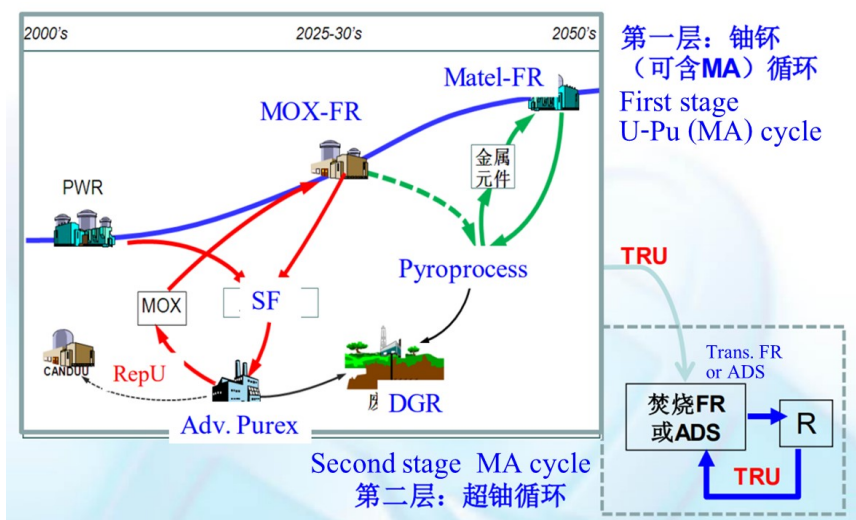 2000's
2025-30's
2050's
第一层：铀钚
（可含MA）循环
First stage
U-Pu (MA) cycle
Matel-FR
MOX-FR
金属
元件
PWR
TRU
Pyroprocess
SF
MOX
Trans. FR
or ADS
CANDUU
RepU
废
DGR
焚烧FR
或ADS
R
Adv. Purex
TRU
Second stage MA cycle
第二层：超铀循环